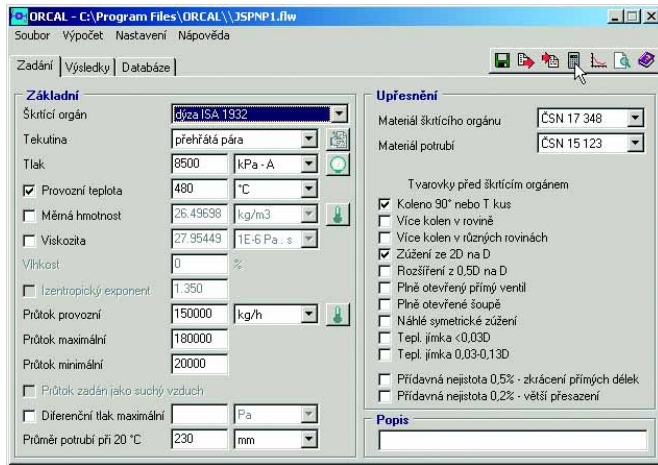 ORCAL - C:\Program Files\ORCAL\\JSPNP1.flw
Soubor Výpočet Nastavení Nápověda
Zadání Výsledky Databáze
Základní
Škrtící orgán dýza ISA 1932
Tekutina přehřátá pára
Tlak 8500 kPa - A
Provozní teplota 480 °C
Měrná hmotnost 26.49698 kg/m3
Viskozita 27.95449 1E-6 Pa . s
Vlhkost 0 %
Izentropický exponent 1.350
Průtok provozní 150000 kg/h
Průtok maximální 180000
Průtok minimální 20000
Průtok zadán jako suchý vzduch
Diferenční tlak maximální Pa
Průměr potrubí při 20 °C 230 mm
Upřesnění
Materiál škrtícího orgánu ČSN 17 348
Materiál potrubí ČSN 15 123
Tvarovky před škrtícím orgánem
Koleno 90° nebo T kus
Více kolen v rovině
Více kolen v různých rovinách
Zúžení ze 2D na D
Rozšíření z 0,5D na D
Plně otevřený přímý ventil
Plně otevřené šoupě
Náhlé symetrické zúžení
Tepl. jímka <0,03D
Tepl. jímka 0,03-0,13D
Přídavná nejistota 0,5% - zkrácení přímých délek
Přídavná nejistota 0,2% - větší přesazení
Popis